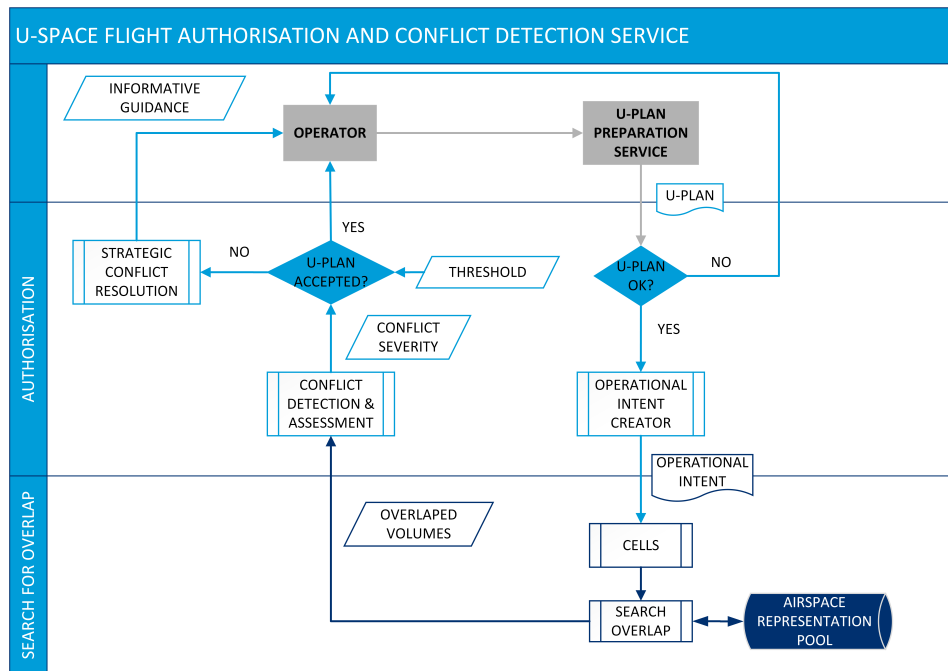 U-SPACE FLIGHT AUTHORISATION AND CONFLICT DETECTION SERVICE
INFORMATIVE
GUIDANCE
OPERATOR
U-PLAN
PREPARATION
SERVICE
U-PLAN
AUTHORISATION
STRATEGIC
CONFLICT
RESOLUTION
NO
YES
U-PLAN
ACCEPTED?
THRESHOLD
U-PLAN
OK?
NO
YES
CONFLICT
SEVERITY
CONFLICT
DETECTION &
ASSESSMENT
OPERATIONAL
INTENT
CREATOR
OPERATIONAL
INTENT
SEARCH FOR OVERLAP
OVERLAPED
VOLUMES
CELLS
SEARCH
OVERLAP
AIRSPACE
REPRESENTATION
POOL